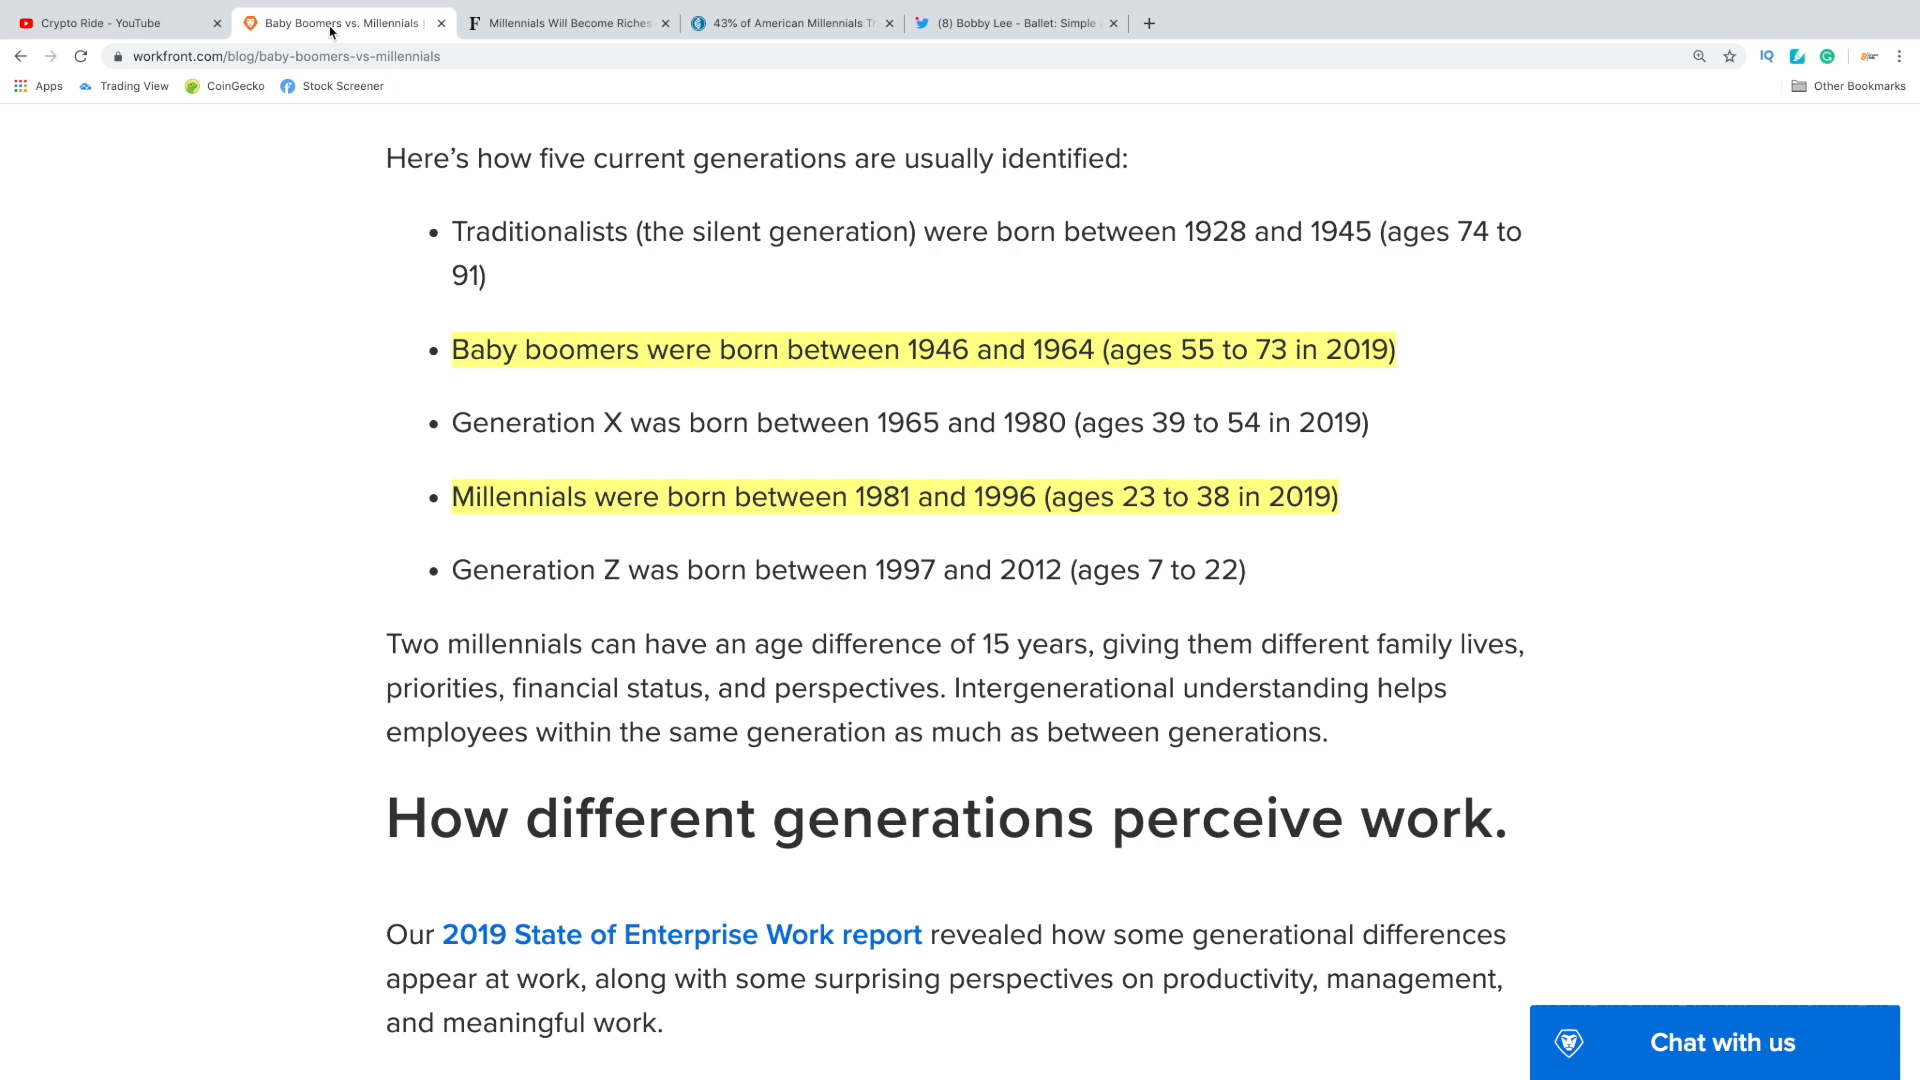 Crypto Ride - YouTube
Baby Boomers vs. Millennials |
Millennials Will Become Riches
43% of American Millennials Tr
(8) Bobby Lee - Ballet: Simple
workfront.com/blog/baby-boomers-vs-millennials
IQ
Apps
Trading View
CoinGecko
Stock Screener
Other Bookmarks
Here’s how five current generations are usually identified:
• Traditionalists (the silent generation) were born between 1928 and 1945 (ages 74 to
91)
• Baby boomers were born between 1946 and 1964 (ages 55 to 73 in 2019)
• Generation X was born between 1965 and 1980 (ages 39 to 54 in 2019)
• Millennials were born between 1981 and 1996 (ages 23 to 38 in 2019)
• Generation Z was born between 1997 and 2012 (ages 7 to 22)
Two millennials can have an age difference of 15 years, giving them different family lives,
priorities, financial status, and perspectives. Intergenerational understanding helps
employees within the same generation as much as between generations.
How different generations perceive work.
Our 2019 State of Enterprise Work report revealed how some generational differences
appear at work, along with some surprising perspectives on productivity, management,
and meaningful work.
Chat with us